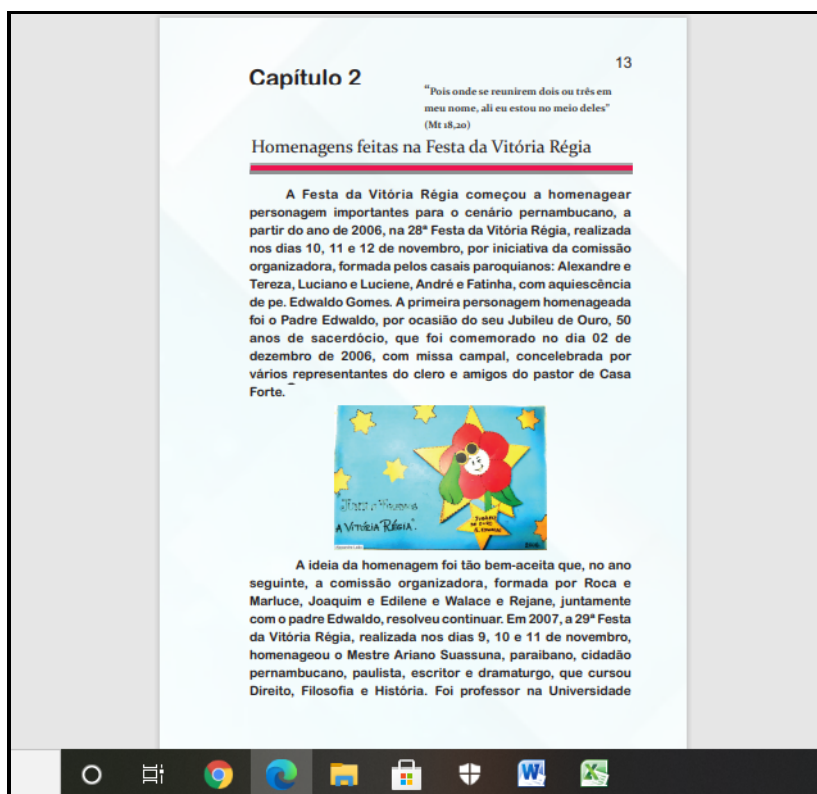 13
Capítulo 2
“Pois onde se reunirem dois ou três em
meu nome, ali eu estou no meio deles”
(Mt 18,20)
Homenagens feitas na Festa da Vitória Régia
A Festa da Vitória Régia começou a homenagear
personagem importantes para o cenário pernambucano, a
partir do ano de 2006, na 28ª Festa da Vitória Régia, realizada
nos dias 10, 11 e 12 de novembro, por iniciativa da comissão
organizadora, formada pelos casais paroquianos: Alexandre e
Tereza, Luciano e Luciene, André e Fatinha, com aquiescência
de pe. Edwaldo Gomes. A primeira personagem homenageada
foi o Padre Edwaldo, por ocasião do seu Jubileu de Ouro, 50
anos de sacerdócio, que foi comemorado no dia 02 de
dezembro de 2006, com missa campal, concelebrada por
vários representantes do clero e amigos do pastor de Casa
Forte.
A VITÓRIA RÉGIA".
JUBILEU
DE OURO
A ideia da homenagem foi tão bem-aceita que, no ano
seguinte, a comissão organizadora, formada por Roca e
Marluce, Joaquim e Edilene e Walace e Rejane, juntamente
com o padre Edwaldo, resolveu continuar. Em 2007, a 29ª Festa
da Vitória Régia, realizada nos dias 9, 10 e 11 de novembro,
homenageou o Mestre Ariano Suassuna, paraibano, cidadão
pernambucano, paulista, escritor e dramaturgo, que cursou
Direito, Filosofia e História. Foi professor na Universidade